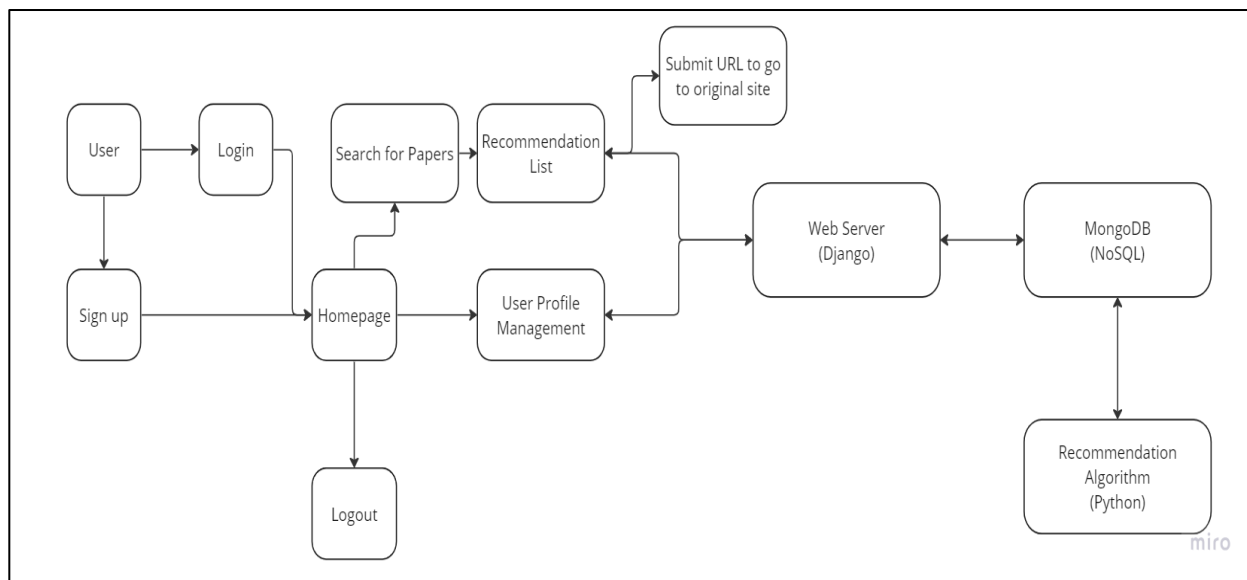 Submit URL to go
to original site
User
Login
Search for Papers
Recommendation
List
Web Server
(Django)
MongoDB
(NoSQL)
Sign up
Homepage
User Profile
Management
Recommendation
Algorithm
(Python)
Logout
miro